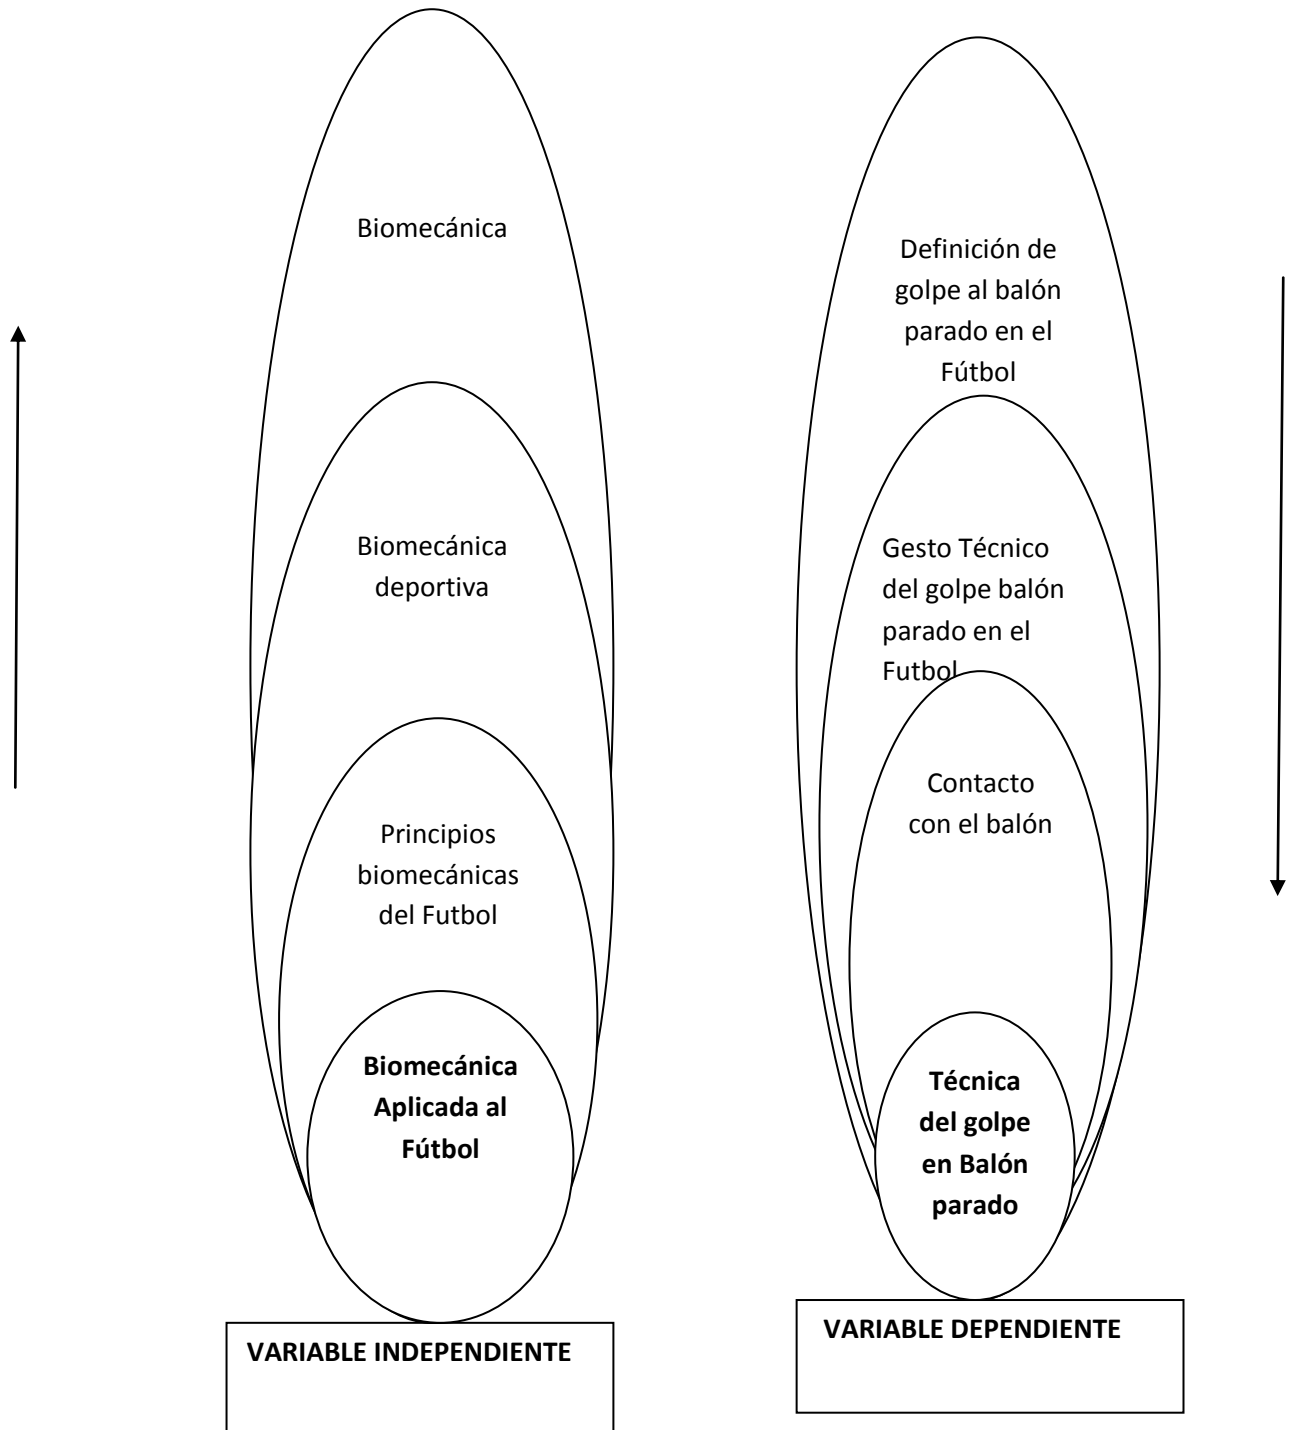 Biomecánica
Biomecánica
deportiva
Principios
biomecánicas
del Futbol
Biomecánica
Aplicada al
Fútbol
VARIABLE INDEPENDIENTE
Definición de
golpe al balón
parado en el
Fútbol
Gesto Técnico
del golpe balón
parado en el
Futbol
Contacto
con el balón
Técnica
del golpe
en Balón
parado
VARIABLE DEPENDIENTE